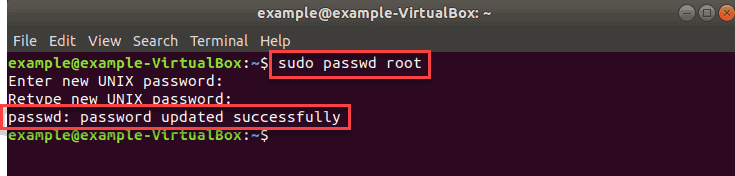 example@example-VirtualBox: ~
File Edit View Search Terminal Help
example@example-VirtualBox:~$ sudo passwd root
Enter new UNIX password:
Retype new UNIX password:
passwd: password updated successfully
example@example-VirtualBox:~$